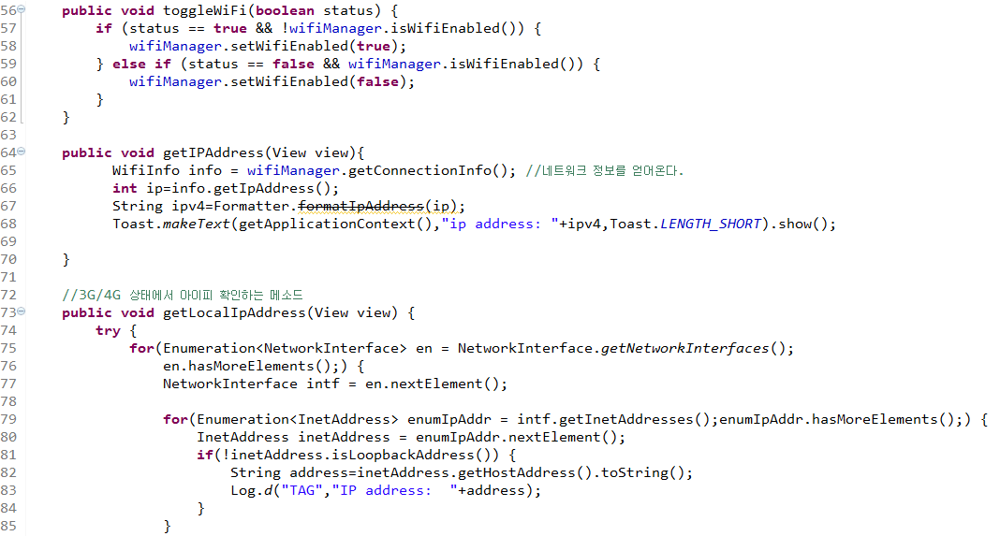 56 public void toggleWiFi(boolean status) {
57 if (status == true && !wifiManager.isWifiEnabled()) {
58 wifiManager.setWifiEnabled(true);
59 } else if (status == false && wifiManager.isWifiEnabled()) {
60 wifiManager.setWifiEnabled(false);
61 }
62 }
63
64 public void getIPAddress(View view){
65 WifiInfo info = wifiManager.getConnectionInfo(); //네트워크 정보를 얻어온다.
66 int ip=info.getIpAddress();
67 String ipv4=Formatter.formatIpAddress(ip);
68 Toast.makeText(getApplicationContext(),"ip address: "+ipv4,Toast.LENGTH_SHORT).show();
69
70 }
71
72 //3G/4G 상태에서 아이피 확인하는 메소드
73 public void getLocalIpAddress(View view) {
74 try {
75 for(Enumeration<NetworkInterface> en = NetworkInterface.getNetworkInterfaces();
76 en.hasMoreElements();) {
77 NetworkInterface intf = en.nextElement();
78
79 for(Enumeration<InetAddress> enumIpAddr = intf.getInetAddresses();enumIpAddr.hasMoreElements();) {
80 InetAddress inetAddress = enumIpAddr.nextElement();
81 if(!inetAddress.isLoopbackAddress()) {
82 String address=inetAddress.getHostAddress().toString();
83 Log.d("TAG","IP address:  "+address);
84 }
85 }